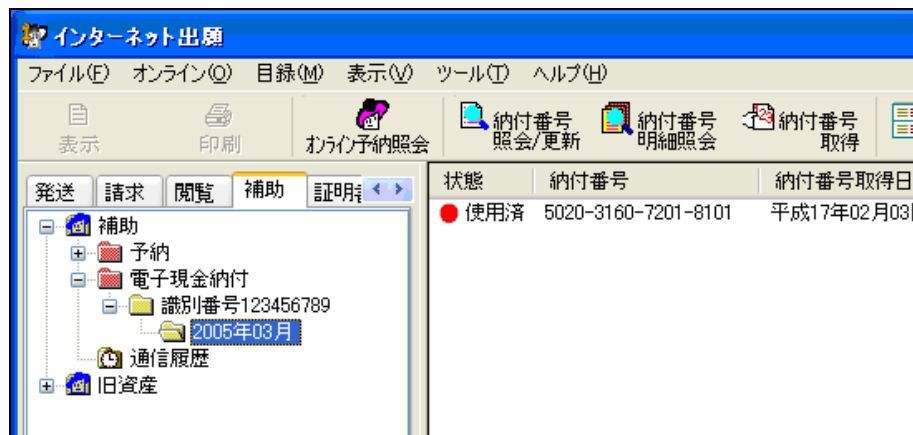 インターネット出願
ファイル(F) オンライン(O) 目録(M) 表示(V) ツール(T) ヘルプ(H)
表示 印刷 オンライン予納照会 納付番号照会/更新 納付番号明細照会 納付番号取得
発送 請求 閲覧 補助
補助
予納
電子現金納付
識別番号123456789
2005年03月
通信履歴
旧資産
状態 納付番号 納付番号取得日
使用済 5020-3160-7201-8101 平成17年02月03